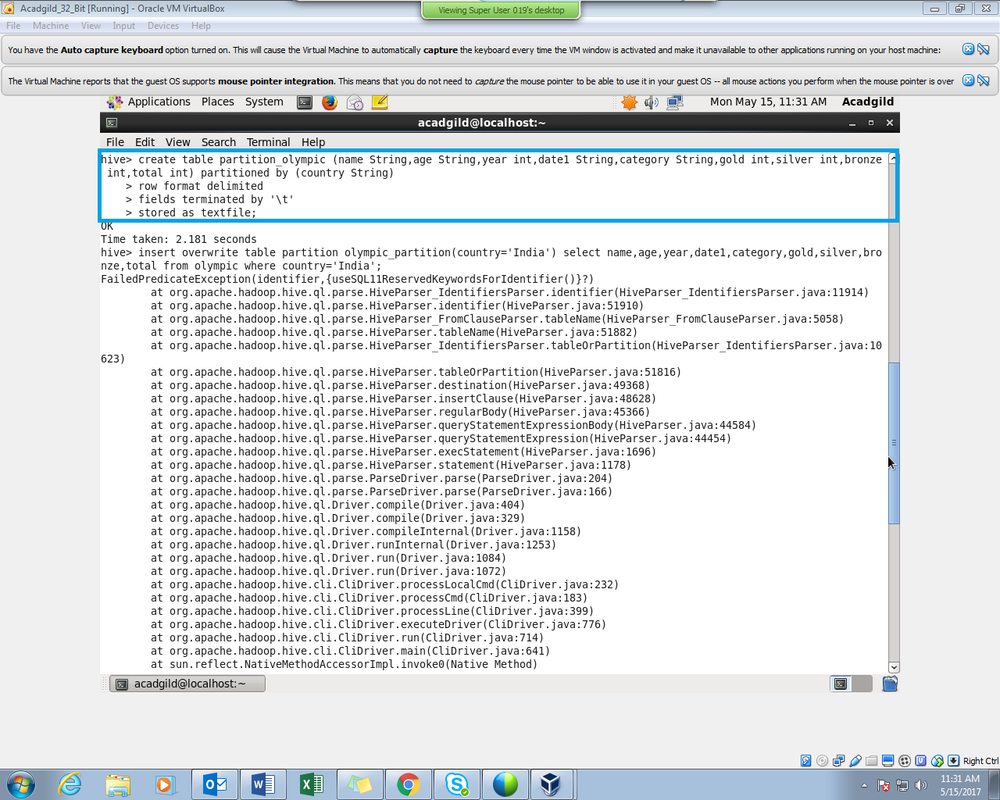 Acadgild_32_Bit [Running] - Oracle VM VirtualBox
Viewing Super User 019's desktop
File Machine View Input Devices Help
You have the Auto capture keyboard option turned on. This will cause the Virtual Machine to automatically capture the keyboard every time the VM window is activated and make it unavailable to other applications running on your host machine:
The Virtual Machine reports that the guest OS supports mouse pointer integration. This means that you do not need to capture the mouse pointer to be able to use it in your guest OS -- all mouse actions you perform when the mouse pointer is over
Applications Places System Mon May 15, 11:31 AM Acadgild
acadgild@localhost:~
File Edit View Search Terminal Help
hive> create table partition_olympic (name String,age String,year int,date1 String,category String,gold int,silver int,bronze
int,total int) partitioned by (country String)
> row format delimited
> fields terminated by '\t'
> stored as textfile;
OK
Time taken: 2.181 seconds
hive> insert overwrite table partition olympic_partition(country='India') select name,age,year,date1,category,gold,silver,bro
nze,total from olympic where country='India';
FailedPredicateException(identifier,{useSQL11ReservedKeywordsForIdentifier()}?)
at org.apache.hadoop.hive.ql.parse.HiveParser_IdentifiersParser.identifier(HiveParser_IdentifiersParser.java:11914)
at org.apache.hadoop.hive.ql.parse.HiveParser.identifier(HiveParser.java:51910)
at org.apache.hadoop.hive.ql.parse.HiveParser_FromClauseParser.tableName(HiveParser_FromClauseParser.java:5058)
at org.apache.hadoop.hive.ql.parse.HiveParser.tableName(HiveParser.java:51882)
at org.apache.hadoop.hive.ql.parse.HiveParser_IdentifiersParser.tableOrPartition(HiveParser_IdentifiersParser.java:10
623)
at org.apache.hadoop.hive.ql.parse.HiveParser.tableOrPartition(HiveParser.java:51816)
at org.apache.hadoop.hive.ql.parse.HiveParser.destination(HiveParser.java:49368)
at org.apache.hadoop.hive.ql.parse.HiveParser.insertClause(HiveParser.java:48628)
at org.apache.hadoop.hive.ql.parse.HiveParser.regularBody(HiveParser.java:45366)
at org.apache.hadoop.hive.ql.parse.HiveParser.queryStatementExpressionBody(HiveParser.java:44584)
at org.apache.hadoop.hive.ql.parse.HiveParser.queryStatementExpression(HiveParser.java:44454)
at org.apache.hadoop.hive.ql.parse.HiveParser.execStatement(HiveParser.java:1696)
at org.apache.hadoop.hive.ql.parse.HiveParser.statement(HiveParser.java:1178)
at org.apache.hadoop.hive.ql.parse.ParseDriver.parse(ParseDriver.java:204)
at org.apache.hadoop.hive.ql.parse.ParseDriver.parse(ParseDriver.java:166)
at org.apache.hadoop.hive.ql.Driver.compile(Driver.java:404)
at org.apache.hadoop.hive.ql.Driver.compile(Driver.java:329)
at org.apache.hadoop.hive.ql.Driver.compileInternal(Driver.java:1158)
at org.apache.hadoop.hive.ql.Driver.runInternal(Driver.java:1253)
at org.apache.hadoop.hive.ql.Driver.run(Driver.java:1084)
at org.apache.hadoop.hive.ql.Driver.run(Driver.java:1072)
at org.apache.hadoop.hive.cli.CliDriver.processLocalCmd(CliDriver.java:232)
at org.apache.hadoop.hive.cli.CliDriver.processCmd(CliDriver.java:183)
at org.apache.hadoop.hive.cli.CliDriver.processLine(CliDriver.java:399)
at org.apache.hadoop.hive.cli.CliDriver.executeDriver(CliDriver.java:776)
at org.apache.hadoop.hive.cli.CliDriver.run(CliDriver.java:714)
at org.apache.hadoop.hive.cli.CliDriver.main(CliDriver.java:641)
at sun.reflect.NativeMethodAccessorImpl.invoke0(Native Method)
acadgild@localhost:~
Right Ctrl
11:31 AM
5/15/2017